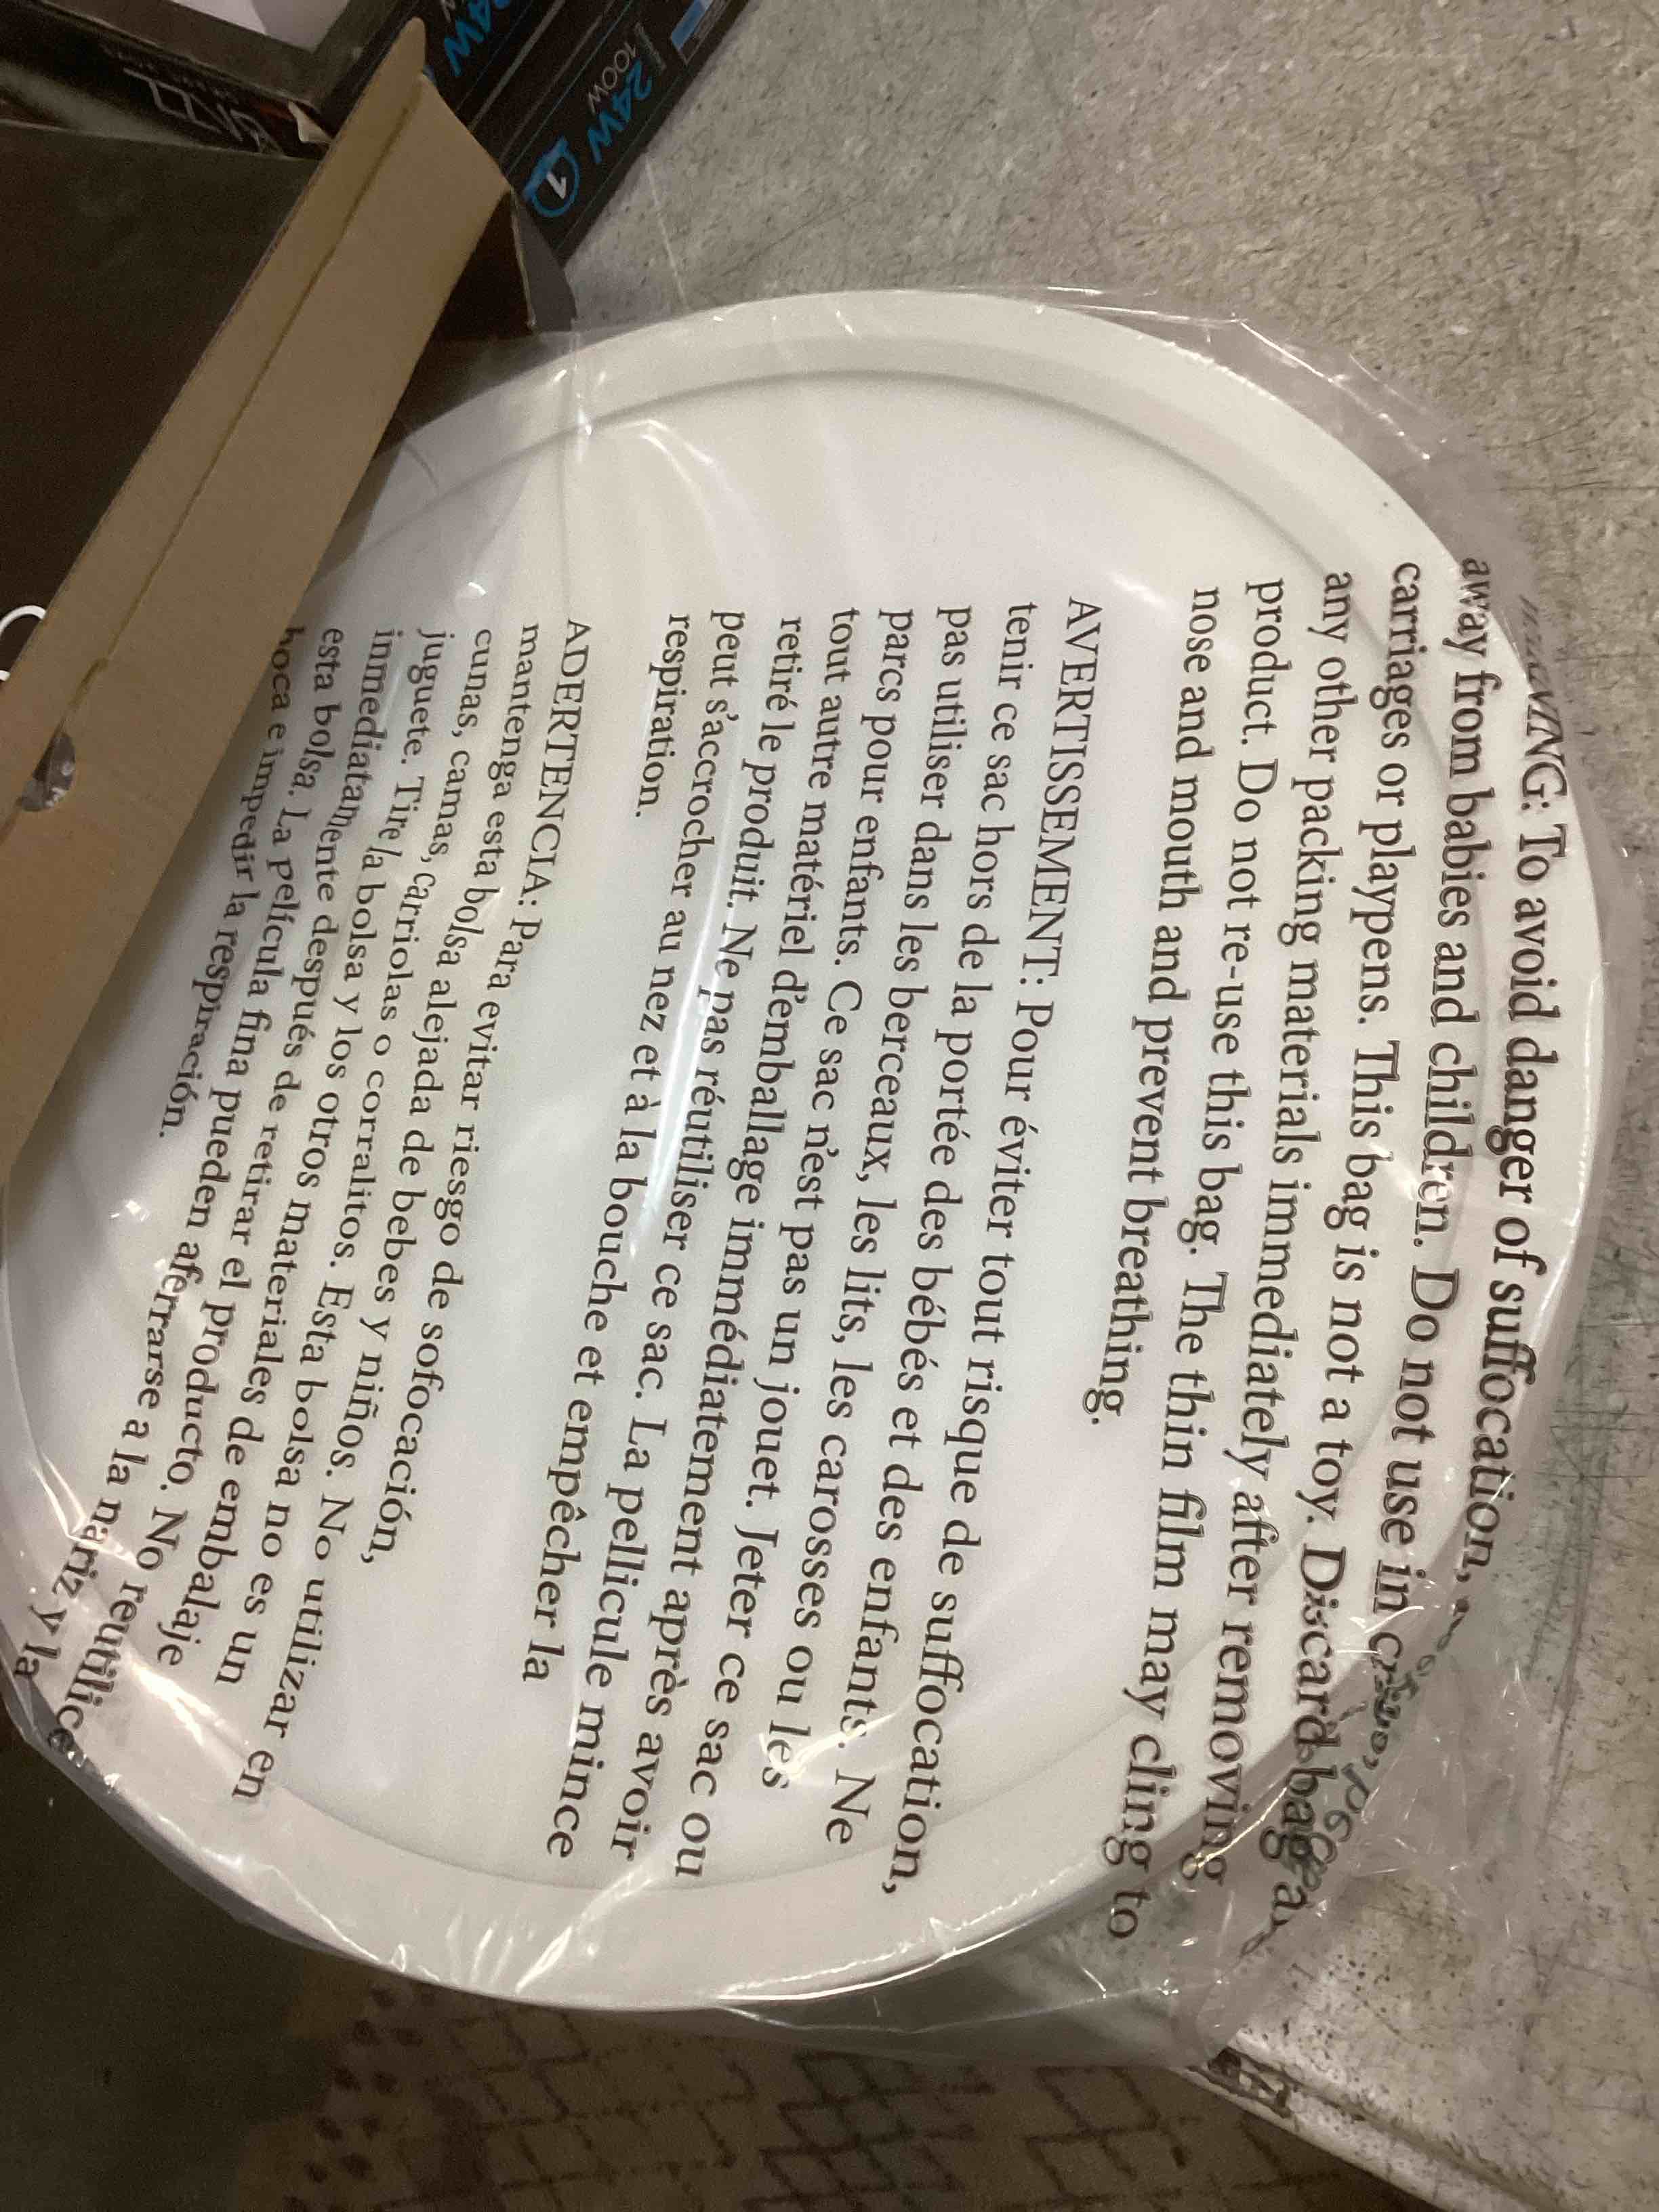 24W
100W
1
4W
WARNING: To avoid danger of suffocation,
away from babies and children. Do not use in
carriages or playpens. This bag is not a toy. Discard bag
any other packing materials immediately after removing
product. Do not re-use this bag. The thin film may cling to
nose and mouth and prevent breathing.
AVERTISSEMENT: Pour éviter tout risque de suffocation,
tenir ce sac hors de la portée des bébés et des enfants. Ne
pas utiliser dans les berceaux, les lits, les carosses ou les
parcs pour enfants. Ce sac n'est pas un jouet. Jeter ce sac ou
tout autre matériel d'emballage immédiatement après avoir
retiré le produit. Ne pas réutiliser ce sac. La pellicule mince
peut s'accrocher au nez et à la bouche et empêcher la
respiration.
ADERTENCIA: Para evitar riesgo de sofocación,
mantenga esta bolsa alejada de bebes y niños. No utilizar en
cunas, camas, carriolas o corralitos. Esta bolsa no es un
juguete. Tire la bolsa y los otros materiales de embalaje
inmediatamente después de retirar el producto. No reutilice
esta bolsa. La película fina pueden aferrarse a la nariz y la
boca e impedir la respiración.